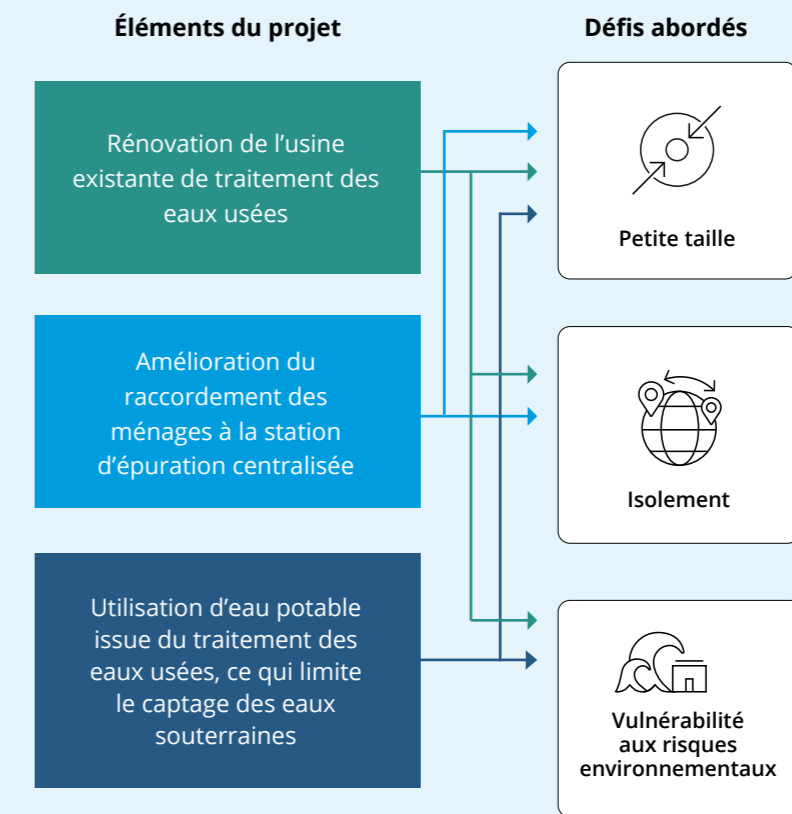 Éléments du projet
Défis abordés
Rénovation de l’usine
existante de traitement des
eaux usées
Petite taille
Amélioration du
raccordement des
ménages à la station
d’épuration centralisée
Isolement
Utilisation d’eau potable
issue du traitement des
eaux usées, ce qui limite
le captage des eaux
souterraines
Vulnérabilité
aux risques
environnementaux